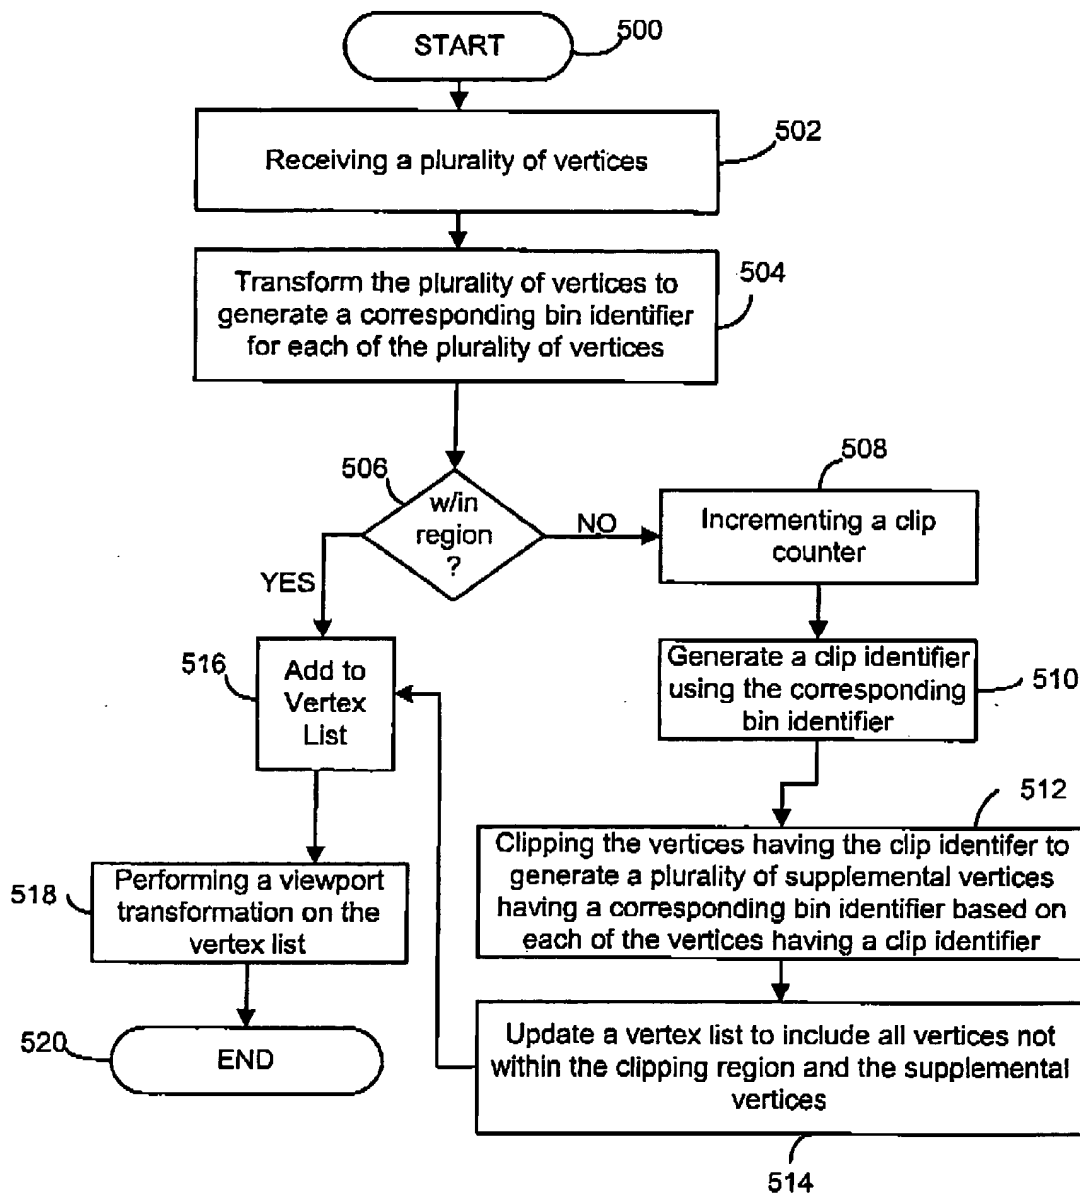 START
500
502
Receiving a plurality of vertices
504
Transform the plurality of vertices to
generate a corresponding bin identifier
for each of the plurality of vertices
506
w/in
region
?
NO
YES
508
Incrementing a clip
counter
Generate a clip identifier
using the corresponding
bin identifier
510
516
Add to
Vertex
List
512
Clipping the vertices having the clip identifer to
generate a plurality of supplemental vertices
having a corresponding bin identifier based on
each of the vertices having a clip identifier
518
Performing a viewport
transformation on the
vertex list
Update a vertex list to include all vertices not
within the clipping region and the supplemental
vertices
514
520
END